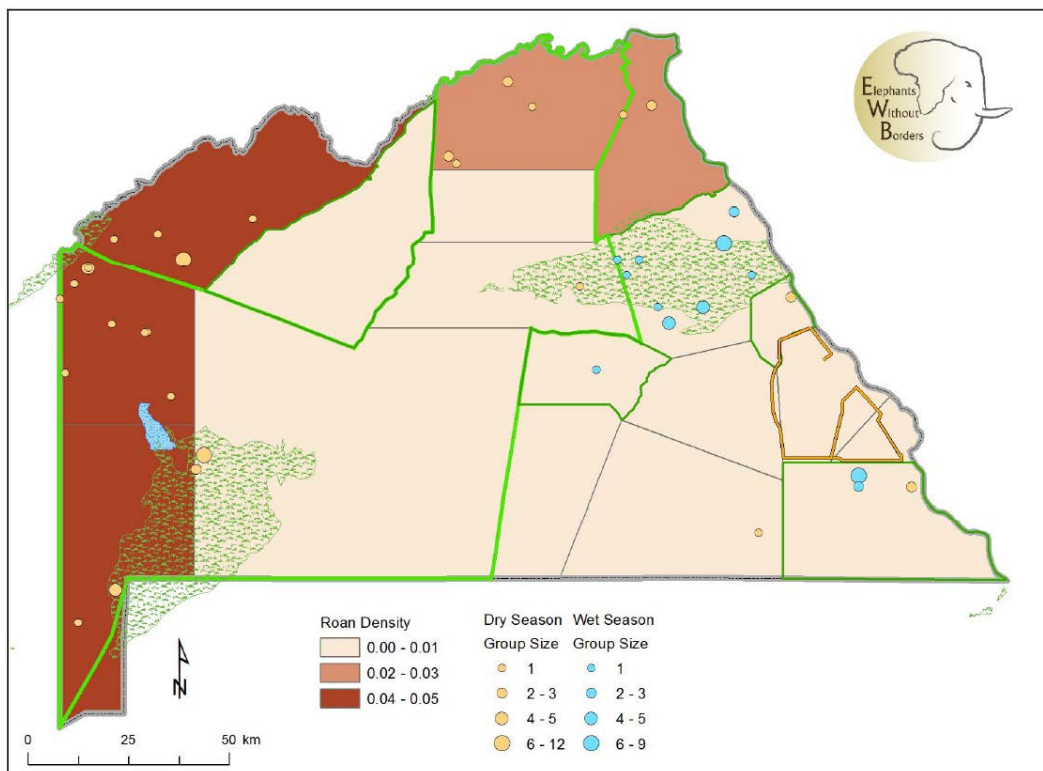 Elephants
Without
Borders
Roan Density
0.00 - 0.01
0.02 - 0.03
0.04 - 0.05
Dry Season Wet Season
Group Size Group Size
1 1
2 - 3 2 - 3
4 - 5 4 - 5
6 - 12 6 - 9
N
0 25 50 km